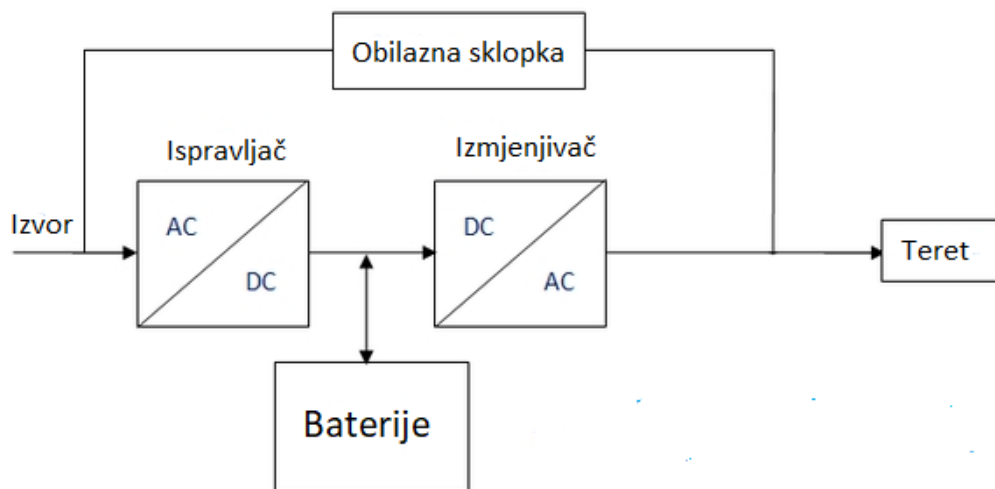 Obilazna sklopka
Ispravljač
Izmjenjivač
Izvor
AC
DC
DC
AC
Teret
Baterije